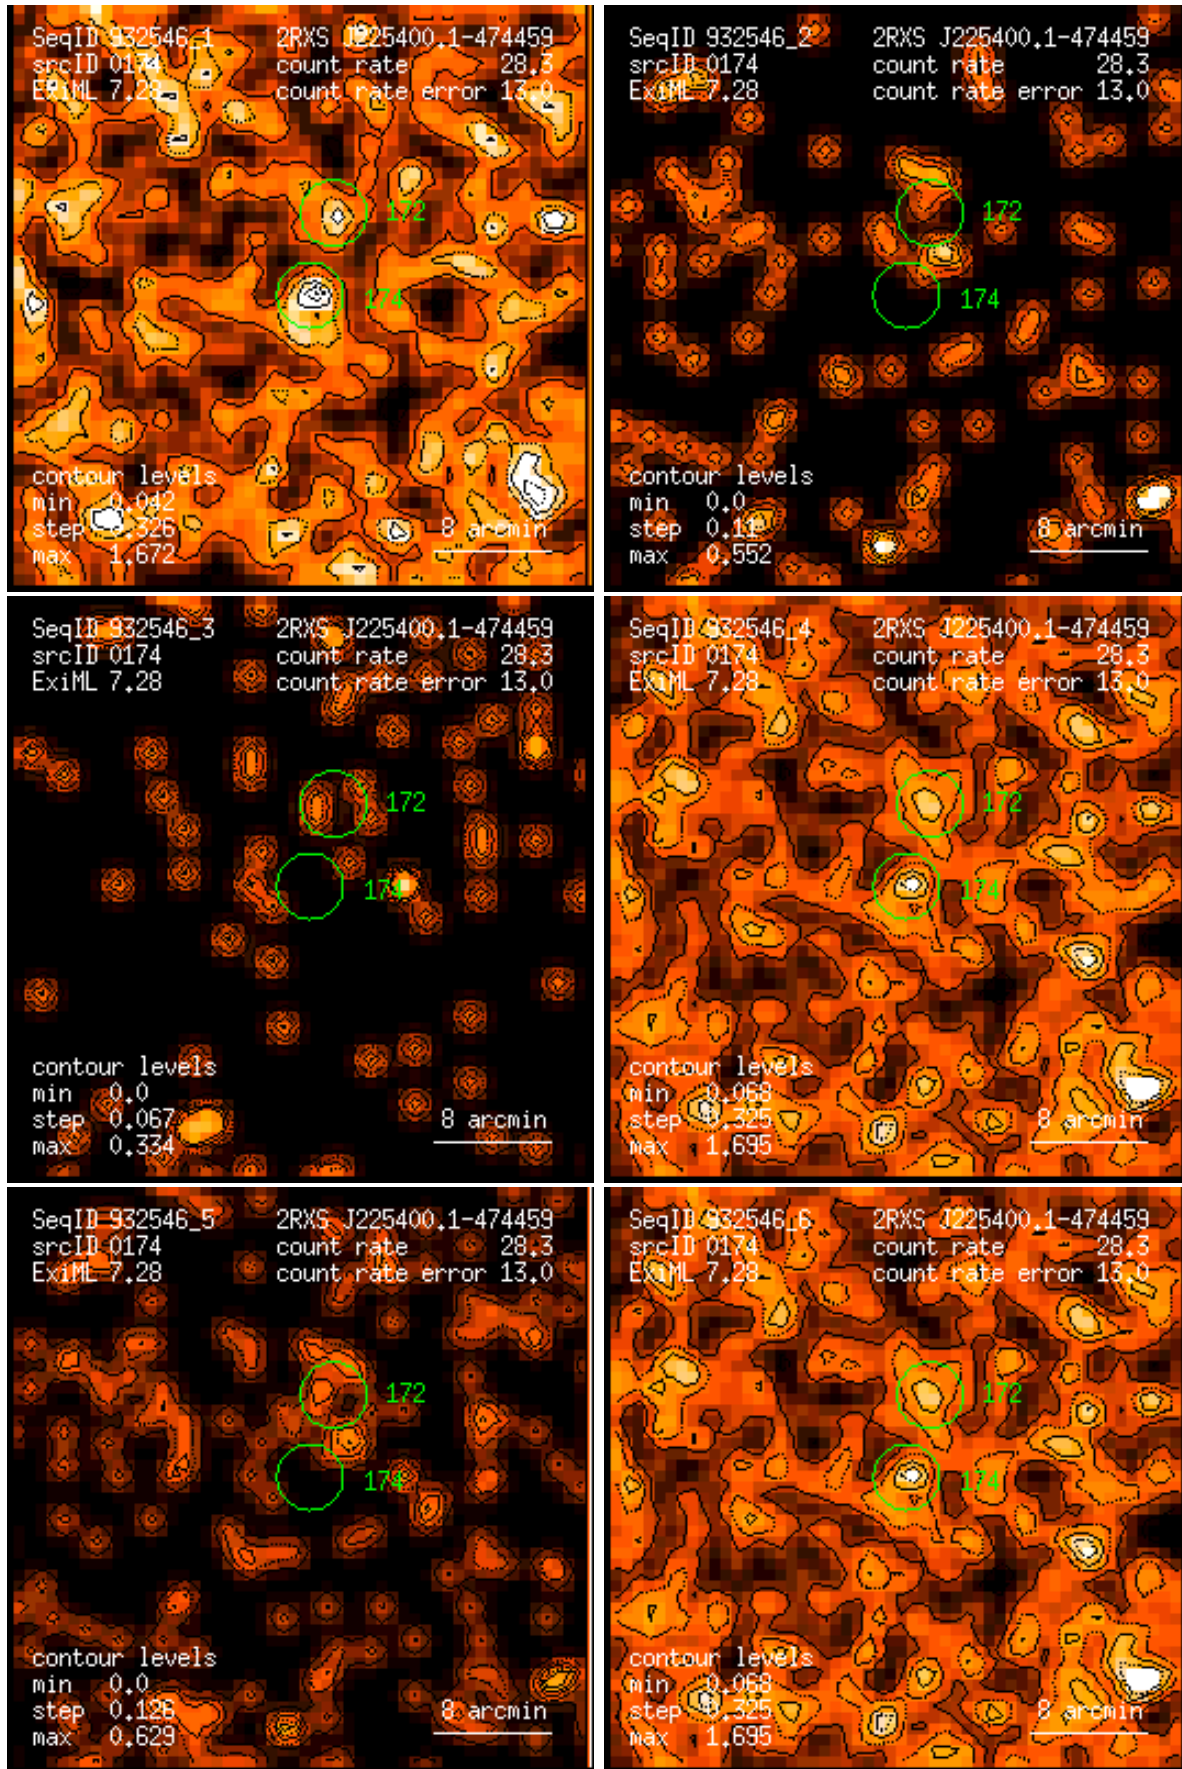 SeqID 932546_1 2RXS J225400.1-474459
srcID 0174 count rate 28.3
ExiML 7.28 count rate error 13.0
172
174
contour levels
min 0.042
step 0.326 8 arcmin
max 1.672
SeqID 932546_2 2RXS J225400.1-474459
srcID 0174 count rate 28.3
ExiML 7.28 count rate error 13.0
172
174
contour levels
min 0.0
step 0.11 8 arcmin
max 0.552
SeqID 932546_3 2RXS J225400.1-474459
srcID 0174 count rate 28.3
ExiML 7.28 count rate error 13.0
172
174
contour levels
min 0.0
step 0.067 8 arcmin
max 0.334
SeqID 932546_4 2RXS J225400.1-474459
srcID 0174 count rate 28.3
ExiML 7.28 count rate error 13.0
172
174
contour levels
min 0.068
step 0.325 8 arcmin
max 1.695
SeqID 932546_5 2RXS J225400.1-474459
srcID 0174 count rate 28.3
ExiML 7.28 count rate error 13.0
172
174
contour levels
min 0.0
step 0.126 8 arcmin
max 0.629
SeqID 932546_6 2RXS J225400.1-474459
srcID 0174 count rate 28.3
ExiML 7.28 count rate error 13.0
172
174
contour levels
min 0.068
step 0.325 8 arcmin
max 1.695